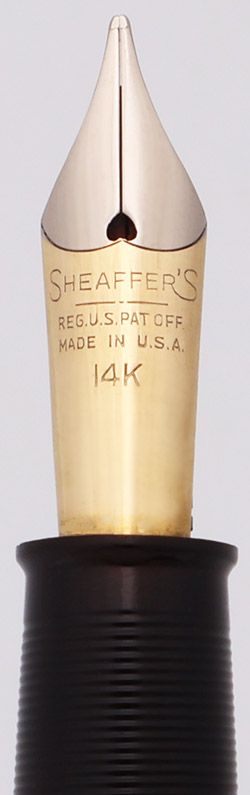 SHEAFFER'S
REG.U.S.PAT OFF.
MADE IN U.S.A.
14K